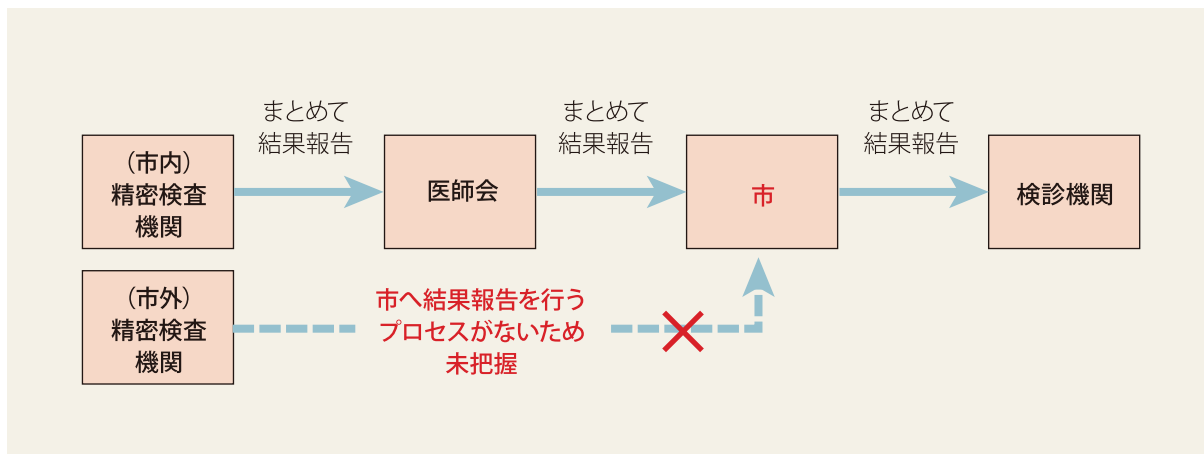 まとめて
結果報告
まとめて
結果報告
まとめて
結果報告
（市内）
精密検査
機関
医師会
市
検診機関
（市外）
精密検査
機関
市へ結果報告を行う
プロセスがないため
未把握